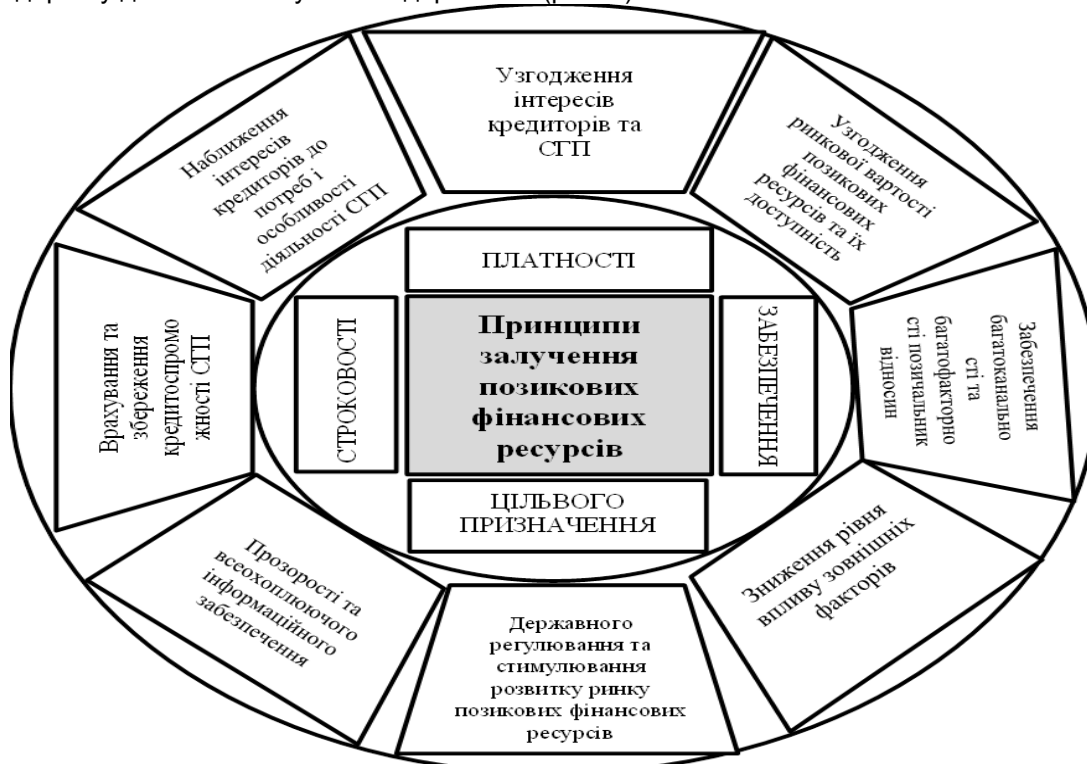 Узгодження
інтересів
кредиторів та
СГП
Наближення
інтересів
кредиторів до
потреб і
особливості
діяльності СГП
Узгодження
ринкової вартості
позикових
фінансових
ресурсів та їх
доступність
ПЛАТНОСТІ
Врахування та
збереження
кредитоспромо
жності СГП
СТРОКОВОСТІ
Принципи
залучення
позикових
фінансових
ресурсів
ЗАБЕЗПЕЧЕННЯ
Забезпечення
багатоканально
сті та
багатофакторно
сті позичальник
відносин
ЦІЛЬВОГО
ПРИЗНАЧЕННЯ
Прозорості та
всеохоплюючого
інформаційного
забезпечення
Державного
регулювання та
стимулювання
розвитку ринку
позикових фінансових
ресурсів
Зниження рівня
впливу зовнішніх
факторів